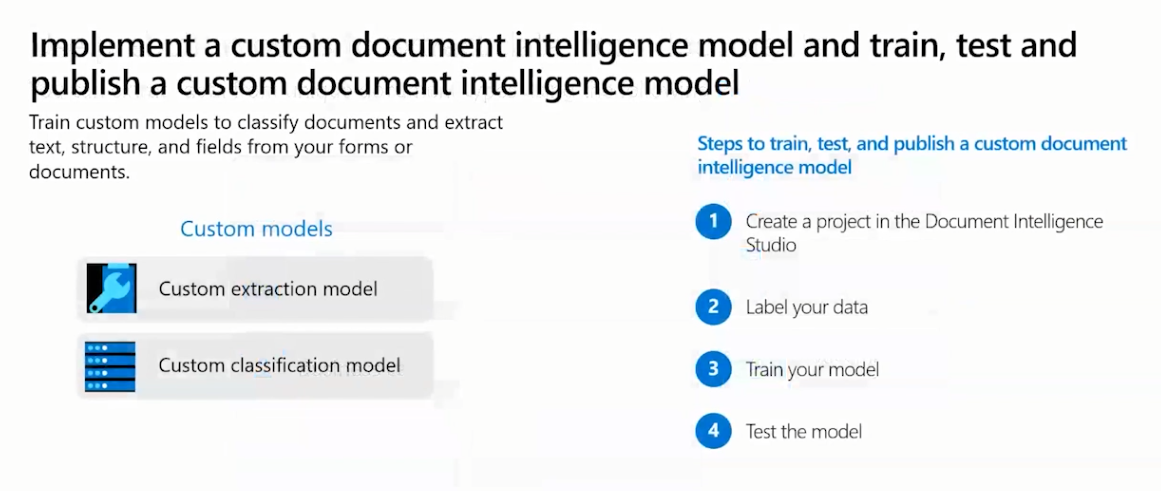 Implement a custom document intelligence model and train, test and
publish a custom document intelligence model
Train custom models to classify documents and extract
text, structure, and fields from your forms or
documents.
Custom models
Custom extraction model
Custom classification model
Steps to train, test, and publish a custom document
intelligence model
1 Create a project in the Document Intelligence
Studio
2 Label your data
3 Train your model
4 Test the model